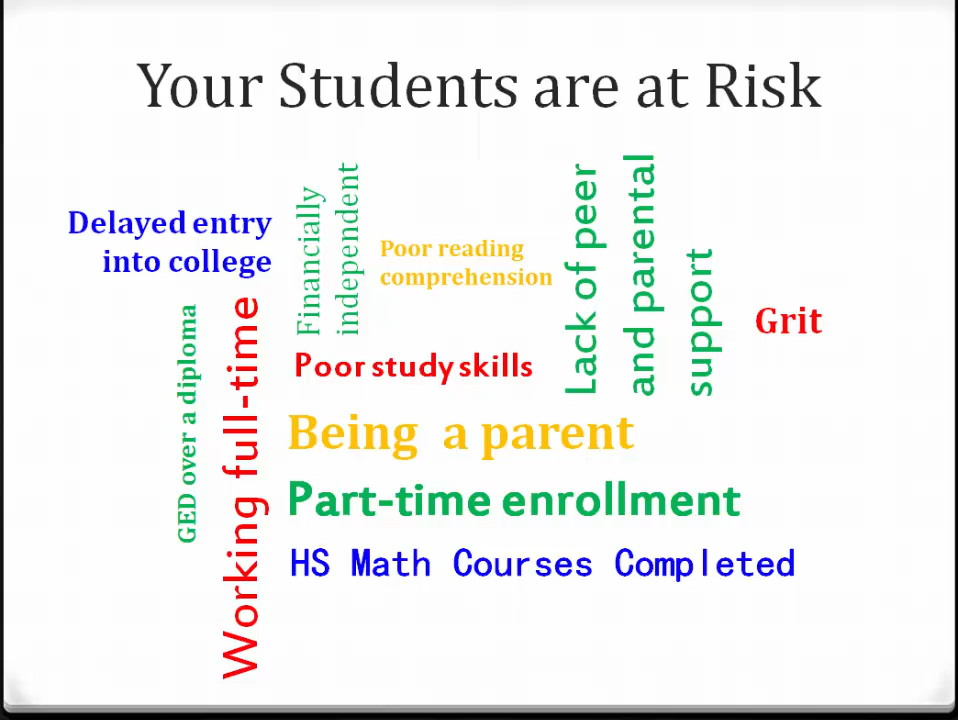 Your Students are at Risk
Delayed entry
into college
Financially
independent
Poor reading
comprehension
Lack of peer
and parental
support
Grit
GED over a diploma
Working full-time
Poor study skills
Being a parent
Part-time enrollment
HS Math Courses Completed